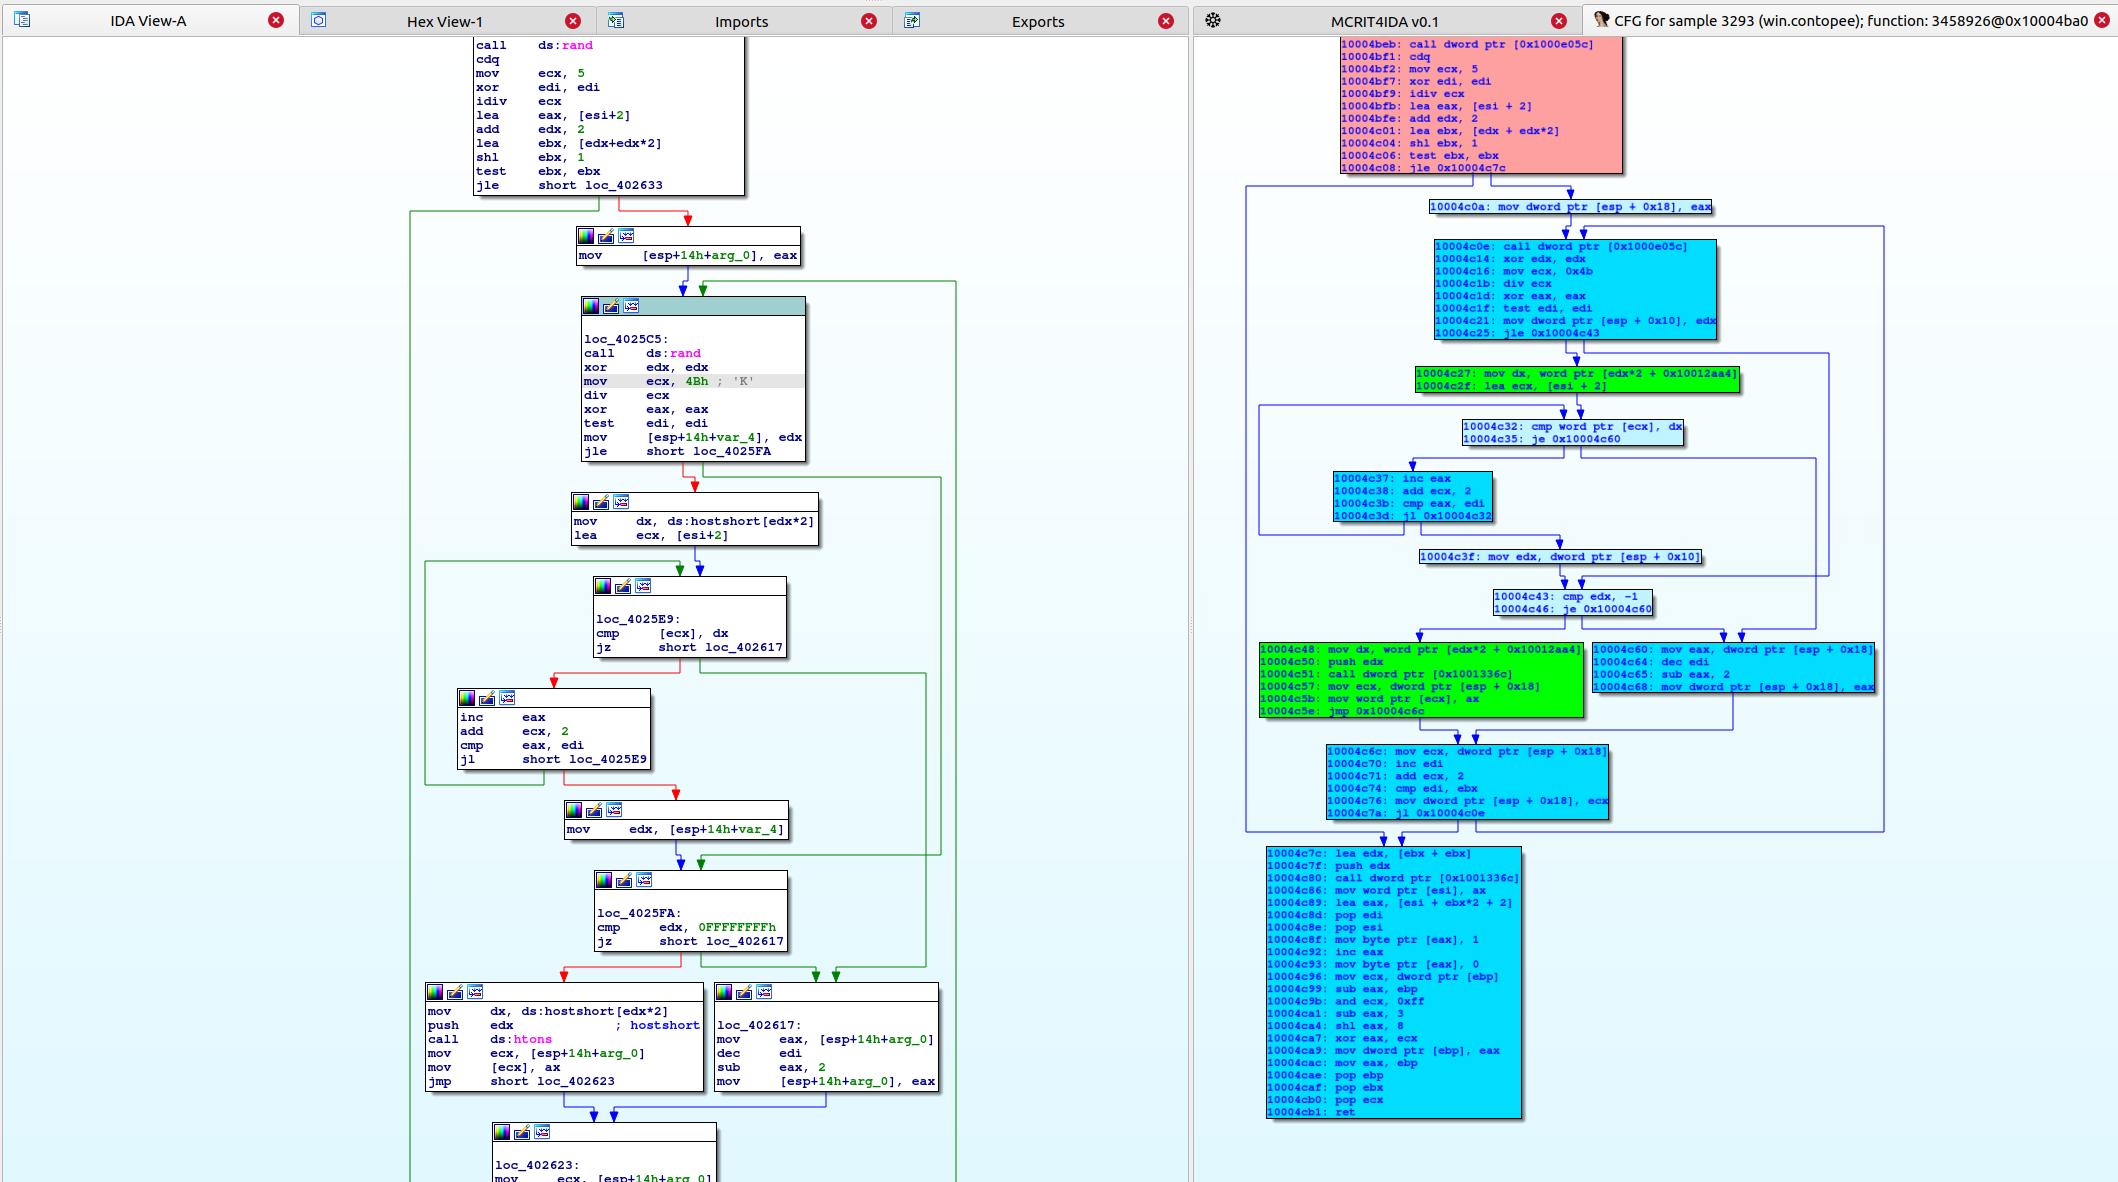 IDA View-A
Hex View-1
Imports
Exports
MCRIT4IDA v0.1
CFG for sample 3293 (win.contopee); function: 3458926@0x10004ba0
call ds:rand
cdq
mov ecx, 5
xor edi, edi
idiv ecx
lea eax, [esi+2]
add edx, 2
lea ebx, [edx+edx*2]
shl ebx, 1
test ebx, ebx
jle short loc_402633
mov [esp+14h+arg_0], eax
loc_4025C5:
call ds:rand
xor edx, edx
mov ecx, 4Bh ; 'K'
div ecx
xor eax, eax
test edi, edi
mov [esp+14h+var_4], edx
jle short loc_4025FA
mov dx, ds:hostshort[edx*2]
lea ecx, [esi+2]
loc_4025E9:
cmp [ecx], dx
jz short loc_402617
inc eax
add ecx, 2
cmp eax, edi
jl short loc_4025E9
mov edx, [esp+14h+var_4]
loc_4025FA:
cmp edx, 0FFFFFFFFh
jz short loc_402617
mov dx, ds:hostshort[edx*2]
push edx ; hostshort
call ds:htons
mov ecx, [esp+14h+arg_0]
mov [ecx], ax
jmp short loc_402623
loc_402617:
mov eax, [esp+14h+arg_0]
dec edi
sub eax, 2
mov [esp+14h+arg_0], eax
loc_402623:
mov ecx, [esp+14h+arg_0]
10004beb: call dword ptr [0x1000e05c]
10004bf1: cdq
10004bf2: mov ecx, 5
10004bf7: xor edi, edi
10004bf9: idiv ecx
10004bfb: lea eax, [esi + 2]
10004bfe: add edx, 2
10004c01: lea ebx, [edx + edx*2]
10004c04: shl ebx, 1
10004c06: test ebx, ebx
10004c08: jle 0x10004c7c
10004c0a: mov dword ptr [esp + 0x18], eax
10004c0e: call dword ptr [0x1000e05c]
10004c14: xor edx, edx
10004c16: mov ecx, 0x4b
10004c1b: div ecx
10004c1d: xor eax, eax
10004c1f: test edi, edi
10004c21: mov dword ptr [esp + 0x10], edx
10004c25: jle 0x10004c43
10004c27: mov dx, word ptr [edx*2 + 0x10012aa4]
10004c2f: lea ecx, [esi + 2]
10004c32: cmp word ptr [ecx], dx
10004c35: je 0x10004c60
10004c37: inc eax
10004c38: add ecx, 2
10004c3b: cmp eax, edi
10004c3d: jl 0x10004c32
10004c3f: mov edx, dword ptr [esp + 0x10]
10004c43: cmp edx, -1
10004c46: je 0x10004c60
10004c48: mov dx, word ptr [edx*2 + 0x10012aa4]
10004c50: push edx
10004c51: call dword ptr [0x1001336c]
10004c57: mov ecx, dword ptr [esp + 0x18]
10004c5b: mov word ptr [ecx], ax
10004c5e: jmp 0x10004c6c
10004c60: mov eax, dword ptr [esp + 0x18]
10004c64: dec edi
10004c65: sub eax, 2
10004c68: mov dword ptr [esp + 0x18], eax
10004c6c: mov ecx, dword ptr [esp + 0x18]
10004c70: inc edi
10004c71: add ecx, 2
10004c74: cmp edi, ebx
10004c76: mov dword ptr [esp + 0x18], ecx
10004c7a: jl 0x10004c0e
10004c7c: lea edx, [ebx + ebx]
10004c7f: push edx
10004c80: call dword ptr [0x1001336c]
10004c86: mov word ptr [esi], ax
10004c89: lea eax, [esi + ebx*2 + 2]
10004c8d: pop edi
10004c8e: pop esi
10004c8f: mov byte ptr [eax], 1
10004c92: inc eax
10004c93: mov byte ptr [eax], 0
10004c96: mov ecx, dword ptr [ebp]
10004c99: sub eax, ebp
10004c9b: and ecx, 0xff
10004ca1: sub eax, 3
10004ca4: shl eax, 8
10004ca7: xor eax, ecx
10004ca9: mov dword ptr [ebp], eax
10004cac: mov eax, ebp
10004cae: pop ebp
10004caf: pop ebx
10004cb0: pop ecx
10004cb1: ret